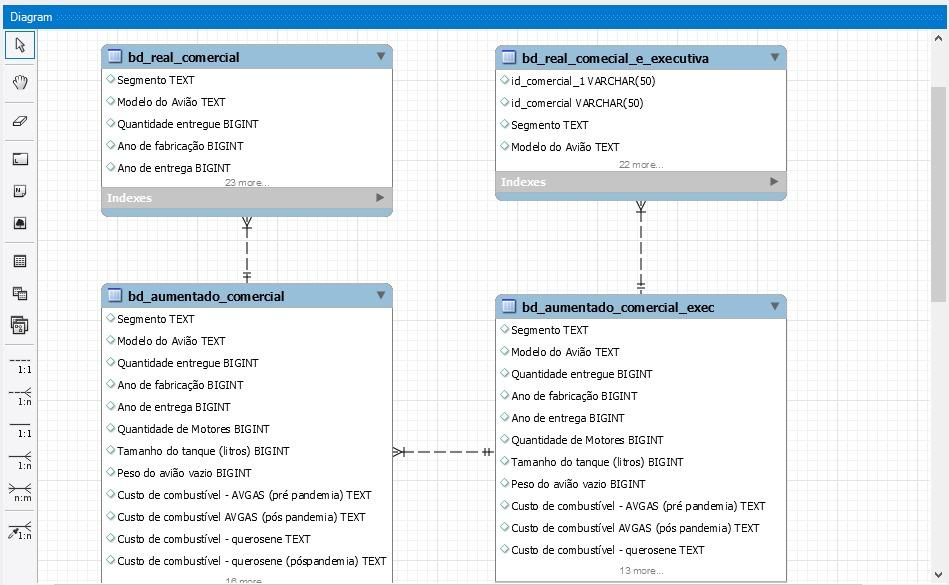 Diagram
bd_real_comercial
Segmento TEXT
Modelo do Avião TEXT
Quantidade entregue BIGINT
Ano de fabricação BIGINT
Ano de entrega BIGINT
23 more...
Indexes
bd_real_comecial_e_executiva
id_comercial_1 VARCHAR(50)
id_comercial VARCHAR(50)
Segmento TEXT
Modelo do Avião TEXT
22 more...
Indexes
bd_aumentado_comercial
Segmento TEXT
Modelo do Avião TEXT
Quantidade entregue BIGINT
Ano de fabricação BIGINT
Ano de entrega BIGINT
Quantidade de Motores BIGINT
Tamanho do tanque (litros) BIGINT
Peso do avião vazio BIGINT
Custo de combustível - AVGAS (pré pandemia) TEXT
Custo de combustível AVGAS (pós pandemia) TEXT
Custo de combustível - querosene TEXT
Custo de combustível - querosene (póspandemia) TEXT
16 more...
bd_aumentado_comercial_exec
Segmento TEXT
Modelo do Avião TEXT
Quantidade entregue BIGINT
Ano de fabricação BIGINT
Ano de entrega BIGINT
Quantidade de Motores BIGINT
Tamanho do tanque (litros) BIGINT
Peso do avião vazio BIGINT
Custo de combustível - AVGAS (pré pandemia) TEXT
Custo de combustível AVGAS (pós pandemia) TEXT
Custo de combustível - querosene TEXT
13 more...
1:1
1:n
1:1
1:n
n:m
1:n